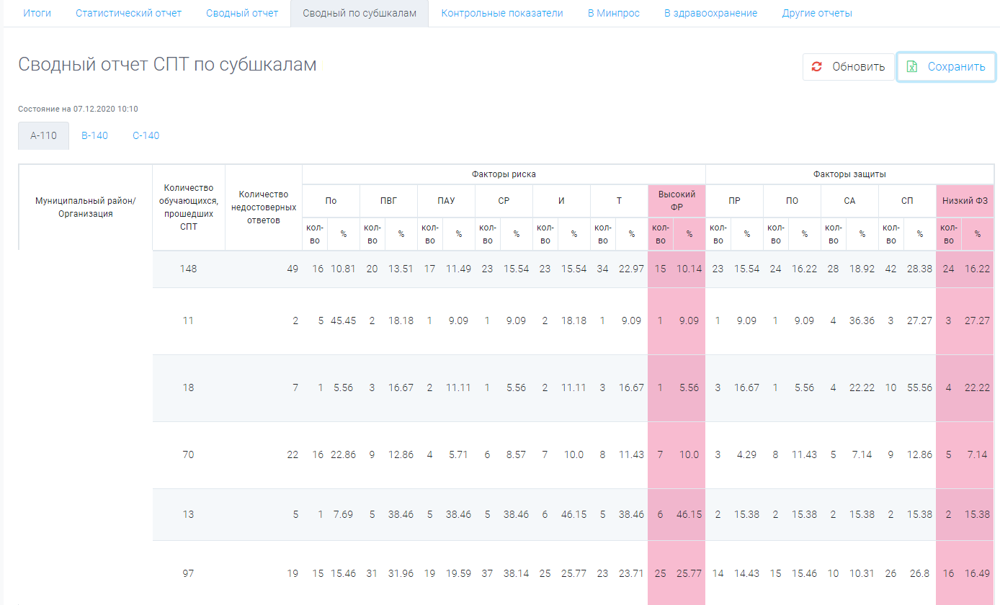 Итоги Статистический отчет Сводный отчет Сводный по субшкалам Контрольные показатели В Минпрос В здравоохранение Другие отчеты
Сводный отчет СПТ по субшкалам
Обновить Сохранить
Состояние на 07.12.2020 10:10
A-110 B-140 C-140
Муниципальный район/
Организация
Количество
обучающихся,
прошедших
СПТ
Количество
недостоверных
ответов
Факторы риска Факторы защиты
По ПВГ ПАУ СР И Т Высокий
ФР
ПР ПО СА СП Низкий ФЗ
кол-
во % кол-
во % кол-
во % кол-
во % кол-
во % кол-
во % кол-
во % кол-
во % кол-
во % кол-
во % кол-
во % кол-
во %
148 49 16 10.81 20 13.51 17 11.49 23 15.54 23 15.54 34 22.97 15 10.14 23 15.54 24 16.22 28 18.92 42 28.38 24 16.22
11 2 5 45.45 2 18.18 1 9.09 1 9.09 2 18.18 1 9.09 1 9.09 1 9.09 1 9.09 4 36.36 3 27.27 3 27.27
18 7 1 5.56 3 16.67 2 11.11 1 5.56 2 11.11 3 16.67 1 5.56 3 16.67 1 5.56 4 22.22 10 55.56 4 22.22
70 22 16 22.86 9 12.86 4 5.71 6 8.57 7 10.0 8 11.43 7 10.0 3 4.29 8 11.43 5 7.14 9 12.86 5 7.14
13 5 1 7.69 5 38.46 5 38.46 5 38.46 6 46.15 5 38.46 6 46.15 2 15.38 2 15.38 2 15.38 2 15.38 2 15.38
97 19 15 15.46 31 31.96 19 19.59 37 38.14 25 25.77 23 23.71 25 25.77 14 14.43 15 15.46 10 10.31 26 26.8 16 16.49